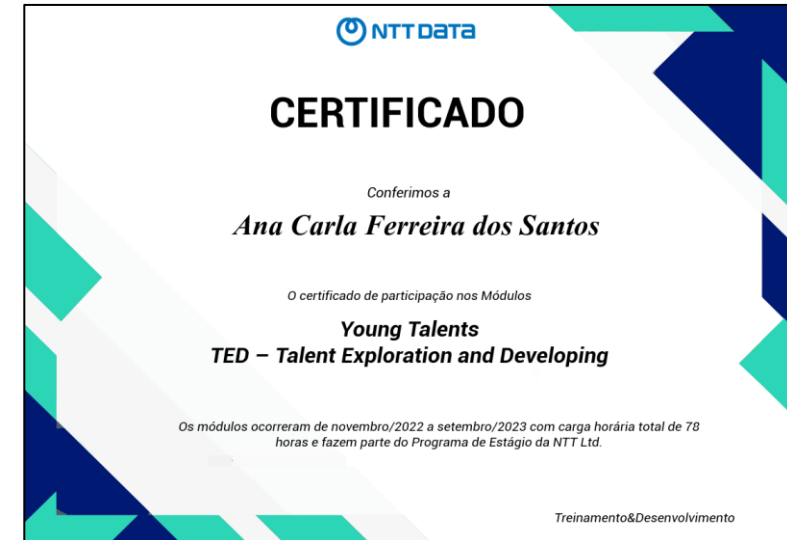 NTT DATA
CERTIFICADO
Conferimos a
Ana Carla Ferreira dos Santos
O certificado de participação nos Módulos
Young Talents
TED – Talent Exploration and Developing
Os módulos ocorreram de novembro/2022 a setembro/2023 com carga horária total de 78
horas e fazem parte do Programa de Estágio da NTT Ltd.
Treinamento&Desenvolvimento